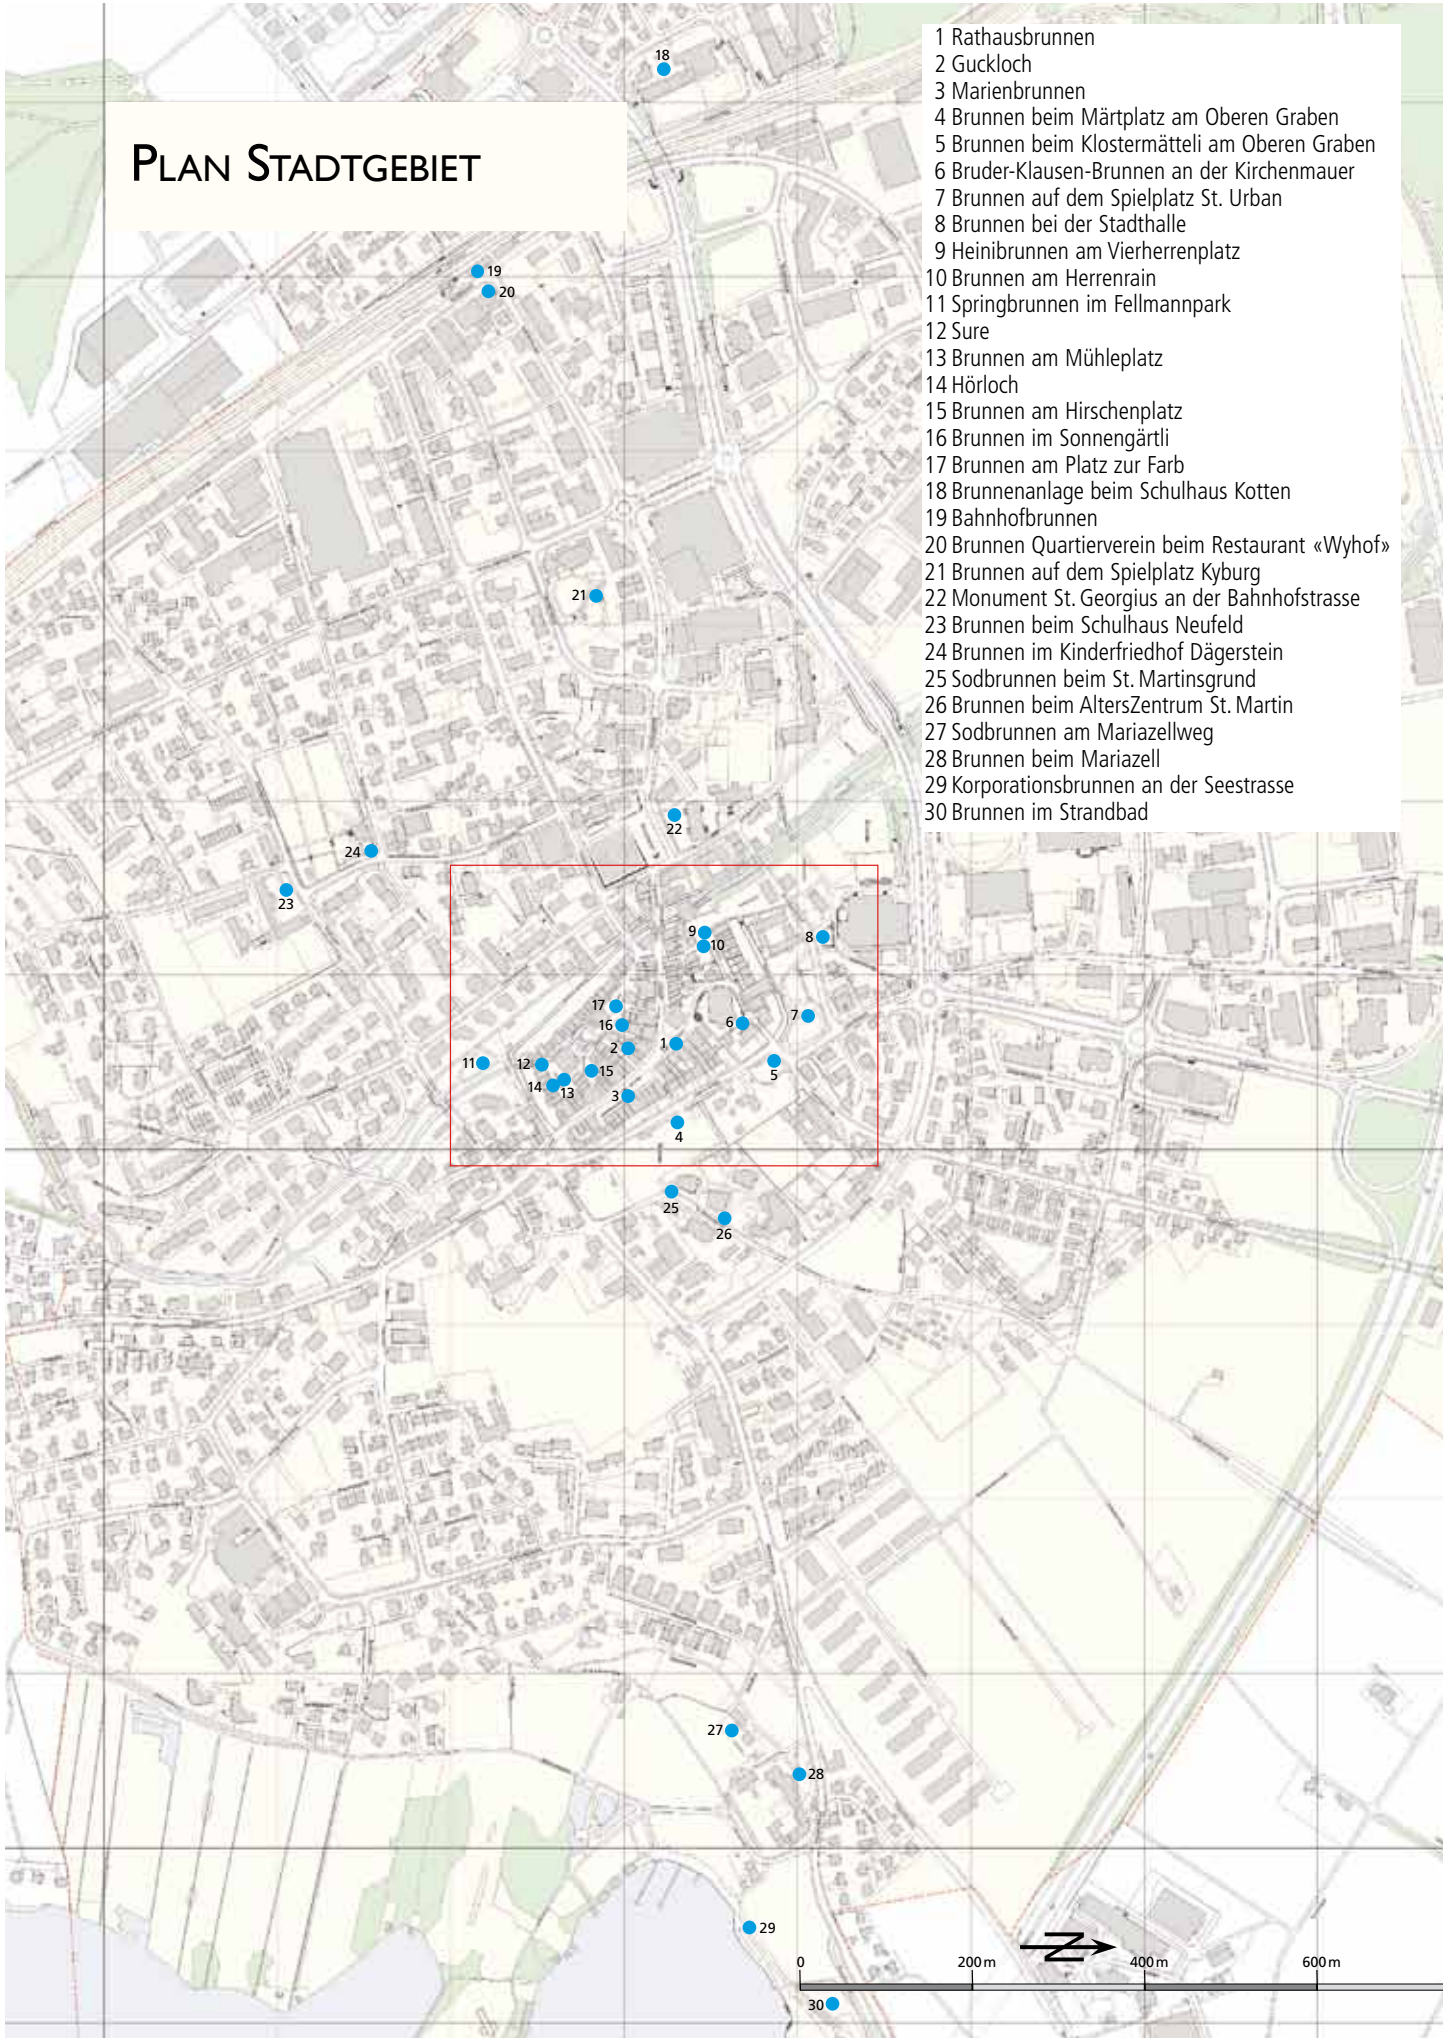 PLAN STADTGEBIET
1 Rathausbrunnen
2 Guckloch
3 Marienbrunnen
4 Brunnen beim Märtplatz am Oberen Graben
5 Brunnen beim Klostermätteli am Oberen Graben
6 Bruder-Klausen-Brunnen an der Kirchenmauer
7 Brunnen auf dem Spielplatz St. Urban
8 Brunnen bei der Stadthalle
9 Heinibrunnen am Vierherrenplatz
10 Brunnen am Herrenrain
11 Springbrunnen im Fellmannpark
12 Sure
13 Brunnen am Mühleplatz
14 Hörloch
15 Brunnen am Hirschenplatz
16 Brunnen im Sonnengärtli
17 Brunnen am Platz zur Farb
18 Brunnenanlage beim Schulhaus Kotten
19 Bahnhofbrunnen
20 Brunnen Quartierverein beim Restaurant «Wyhof»
21 Brunnen auf dem Spielplatz Kyburg
22 Monument St. Georgius an der Bahnhofstrasse
23 Brunnen beim Schulhaus Neufeld
24 Brunnen im Kinderfriedhof Dägerstein
25 Sodbrunnen beim St. Martinsgrund
26 Brunnen beim AltersZentrum St. Martin
27 Sodbrunnen am Mariazellweg
28 Brunnen beim Mariazell
29 Korporationsbrunnen an der Seestrasse
30 Brunnen im Strandbad
18
19
20
21
22
24
23
9
10
8
17
16
2
1
6
7
11
12
15
5
14
13
3
4
25
26
27
28
29
N
0 200m 400m 600m
30